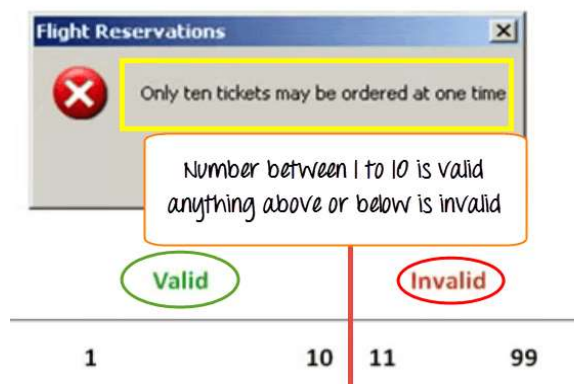 Flight Reservations
Only ten tickets may be ordered at one time
Number between 1 to 10 is valid
anything above or below is invalid
Valid Invalid
1 10 11 99